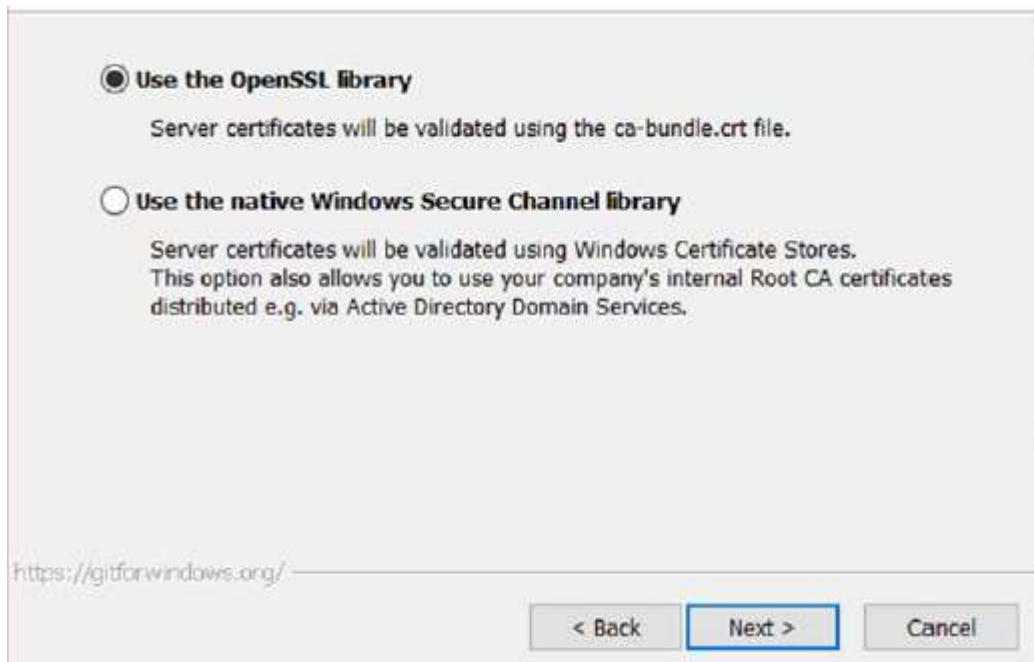 Use the OpenSSL library
Server certificates will be validated using the ca-bundle.crt file.
Use the native Windows Secure Channel library
Server certificates will be validated using Windows Certificate Stores.
This option also allows you to use your company's internal Root CA certificates
distributed e.g. via Active Directory Domain Services.
https://gitforwindows.org/
< Back
Next >
Cancel